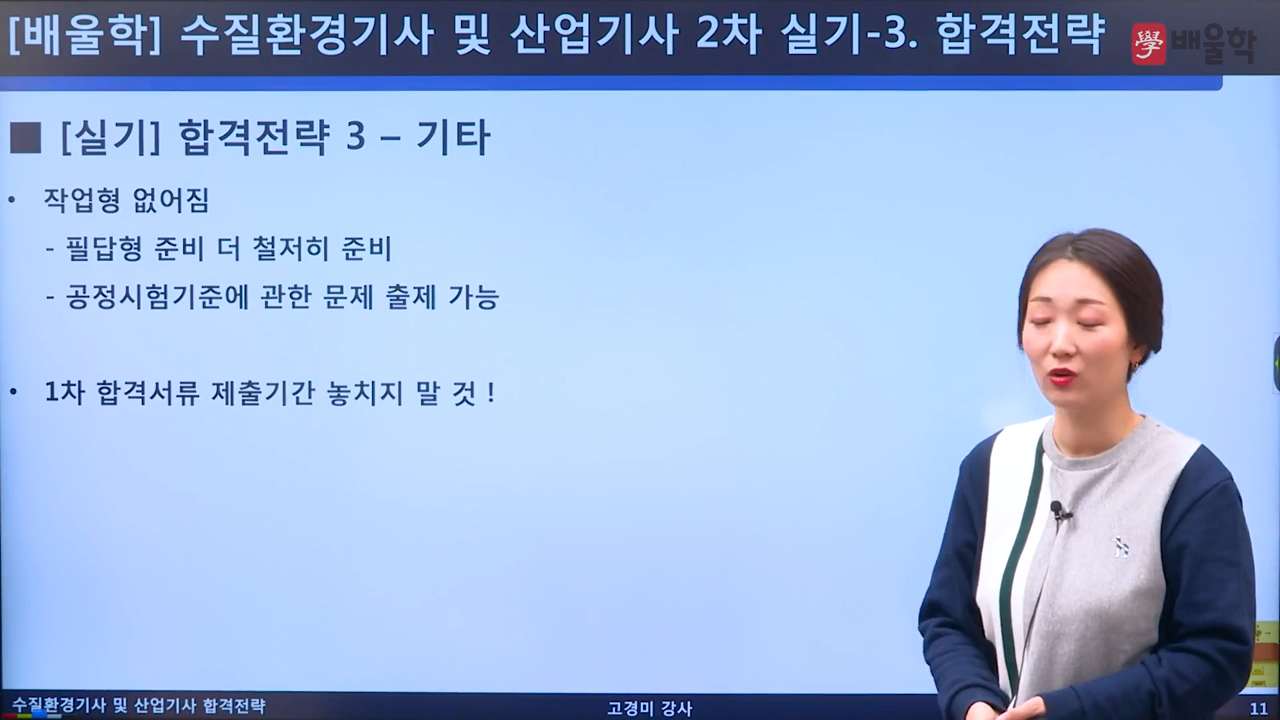 [배울학] 수질환경기사 및 산업기사 2차 실기-3. 합격전략
學 배울학
■ [실기] 합격전략 3 – 기타
• 작업형 없어짐
- 필답형 준비 더 철저히 준비
- 공정시험기준에 관한 문제 출제 가능
• 1차 합격서류 제출기간 놓치지 말 것 !
수질환경기사 및 산업기사 합격전략
고경미 강사
11